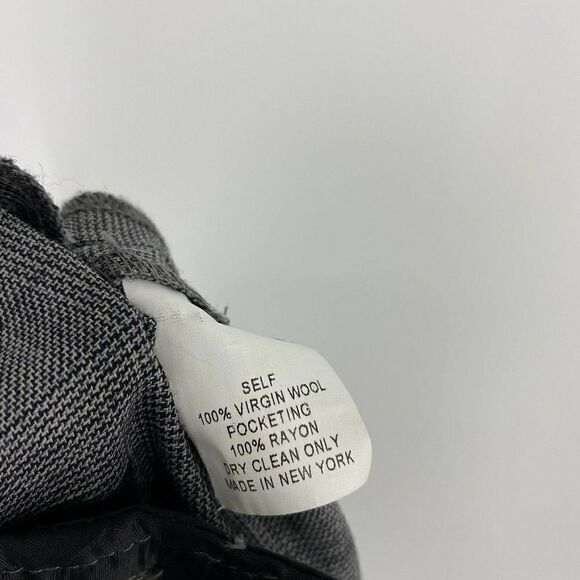 SELF
100% VIRGIN WOOL
POCKETING
100% RAYON
DRY CLEAN ONLY
MADE IN NEW YORK